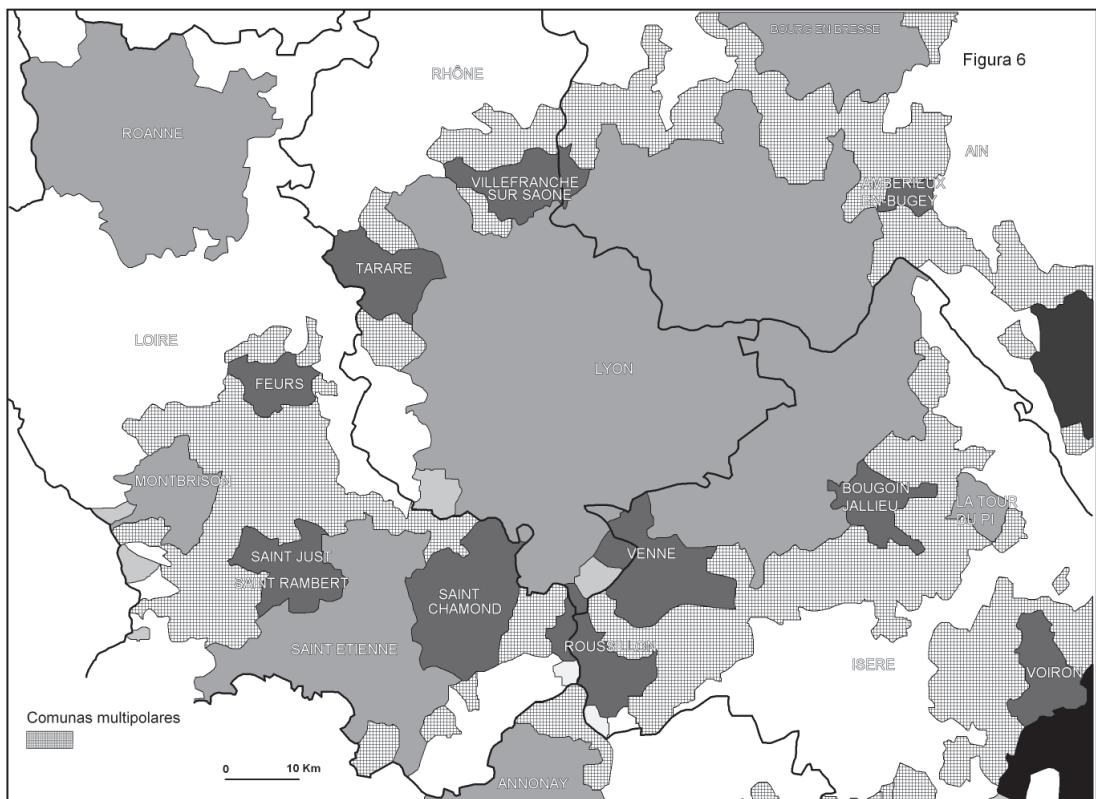 BOURG EN BRESSE
Figura 6
RHÔNE
ROANNE
AIN
VILLEFRANCHE
SUR SAONE
AMBERIEUX
EN-BUGEY
TARARE
LOIRE
LYON
FEURS
MONTBRISON
BOUGOIN
JALLIEU
LA TOUR
DU PI
SAINT JUST
VENNE
SAINT RAMBERT
SAINT
CHAMOND
SAINT ETIENNE
ROUSSILLON
ISERE
VOIRON
Comunas multipolares
0 10 Km
ANNONAY